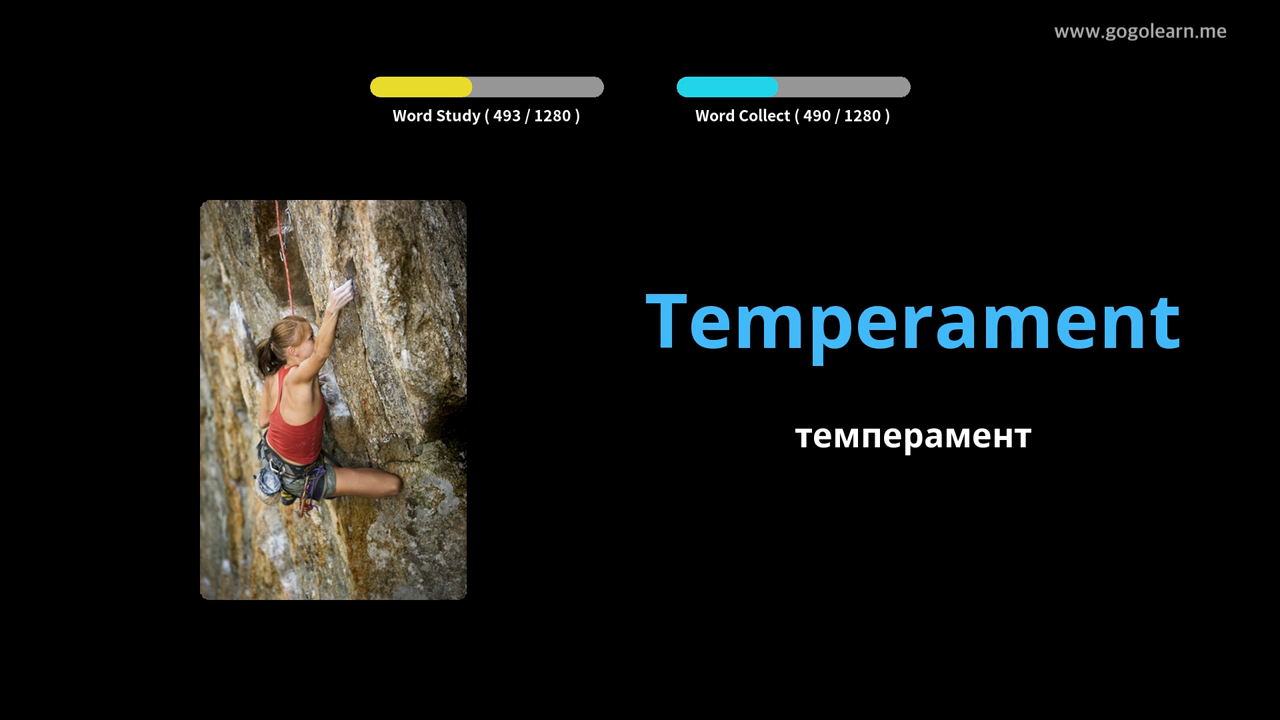 www.gogolearn.me
Word Study ( 493 / 1280 )
Word Collect ( 490 / 1280 )
Temperament
темперамент